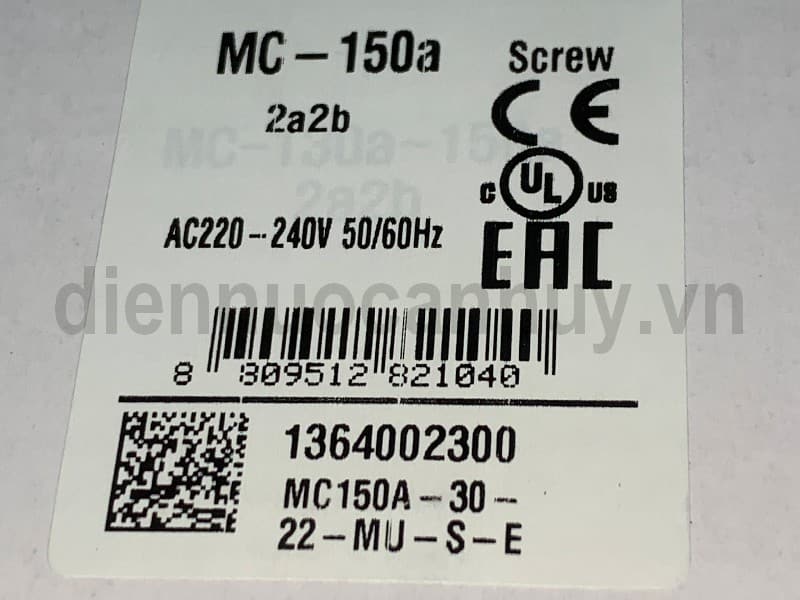 MC-150a
Screw
2a2b
CE
C UL US
AC220-240V 50/60Hz
EAC
diennuocanhuy.vn
8 809512 821040
1364002300
MC150A-30-
22-MU-S-E